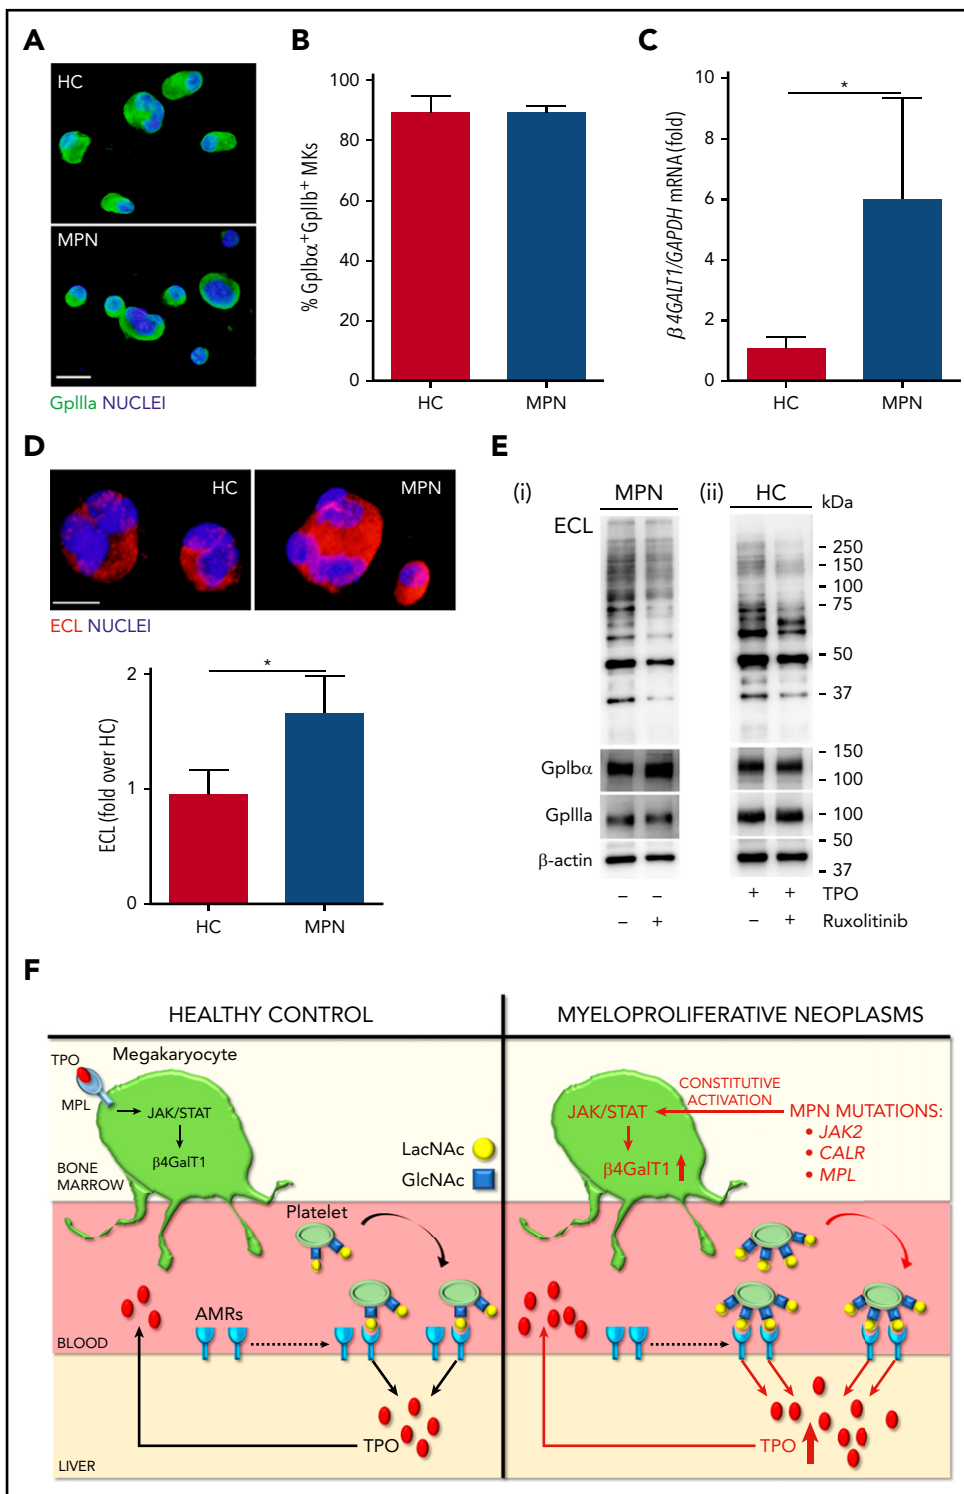 A
HC
MPN
GpIIIa NUCLEI
B
% GpIbα+GpIIb+ MKs
100
80
60
40
20
0
HC
MPN
C
β4GALT1/GAPDH mRNA (fold)
10
8
6
4
2
0
*
HC
MPN
D
HC
MPN
ECL NUCLEI
ECL (fold over HC)
2
1
0
*
HC
MPN
E
(i)
MPN
(ii)
HC
kDa
ECL
- 250
- 150
- 100
- 75
- 50
- 37
GpIbα
- 150
- 100
GpIIIa
- 100
- 50
β-actin
- 37
– – + + TPO
– + – + Ruxolitinib
F
HEALTHY CONTROL
MYELOPROLIFERATIVE NEOPLASMS
TPO
Megakaryocyte
MPL
JAK/STAT
β4GalT1
BONE
MARROW
LacNAc
GlcNAc
Platelet
AMRs
BLOOD
TPO
LIVER
CONSTITUTIVE
ACTIVATION
JAK/STAT
MPN MUTATIONS:
• JAK2
• CALR
• MPL
β4GalT1
TPO